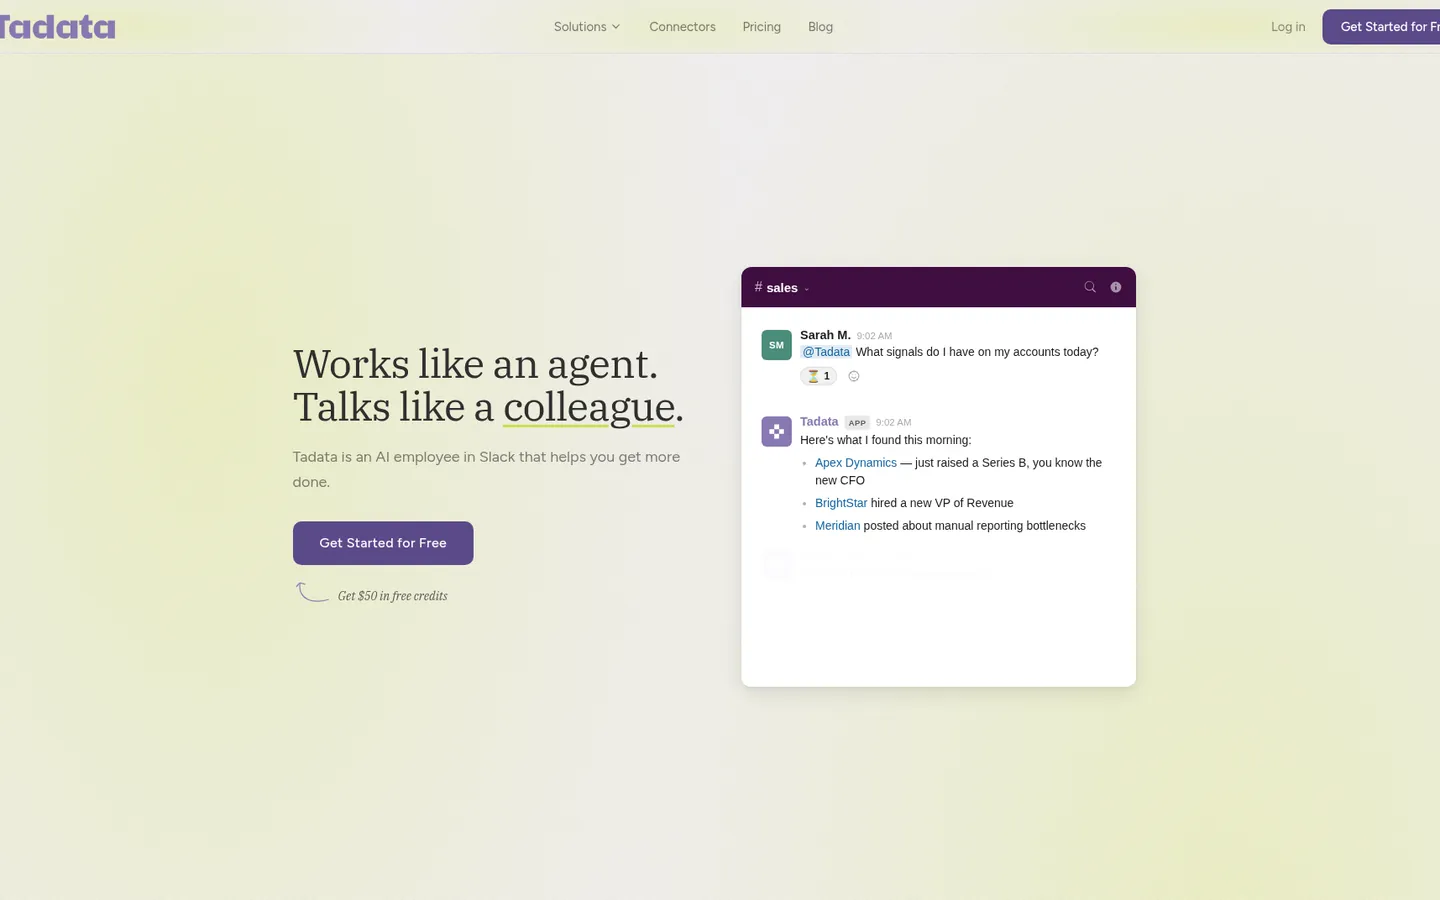 Tadata
Solutions
Connectors
Pricing
Blog
Log in
Get Started for Fr
Works like an agent.
Talks like a colleague.
Tadata is an AI employee in Slack that helps you get more
done.
Get Started for Free
Get $50 in free credits
# sales
SM
Sarah M. 9:02 AM
@Tadata What signals do I have on my accounts today?
⏳ 1
Tadata APP 9:02 AM
Here's what I found this morning:
• Apex Dynamics — just raised a Series B, you know the
new CFO
• BrightStar hired a new VP of Revenue
• Meridian posted about manual reporting bottlenecks